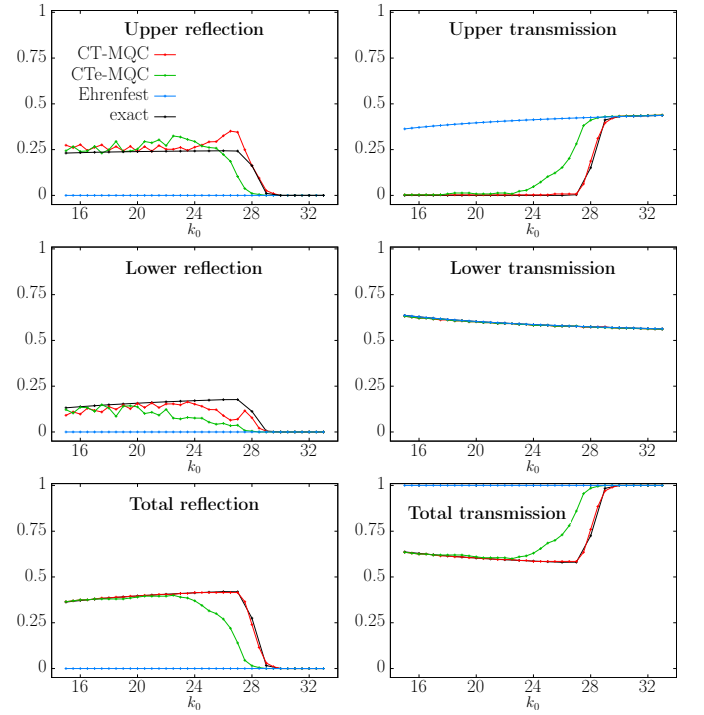 Upper reflection
CT-MQC
CTe-MQC
Ehrenfest
exact
1
0.75
0.5
0.25
0
16 20 24 28 32
k0
Upper transmission
1
0.75
0.5
0.25
0
16 20 24 28 32
k0
Lower reflection
1
0.75
0.5
0.25
0
16 20 24 28 32
k0
Lower transmission
1
0.75
0.5
0.25
0
16 20 24 28 32
k0
Total reflection
1
0.75
0.5
0.25
0
16 20 24 28 32
k0
Total transmission
1
0.75
0.5
0.25
0
16 20 24 28 32
k0